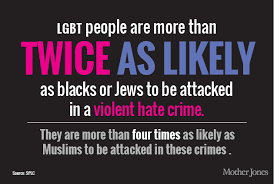 LGBT people are more than
TWICE AS LIKELY
as blacks or Jews to be attacked
in a violent hate crime.
They are more than four times as likely as
Muslims to be attacked in these crimes .
Source: SPLC
Mother Jones